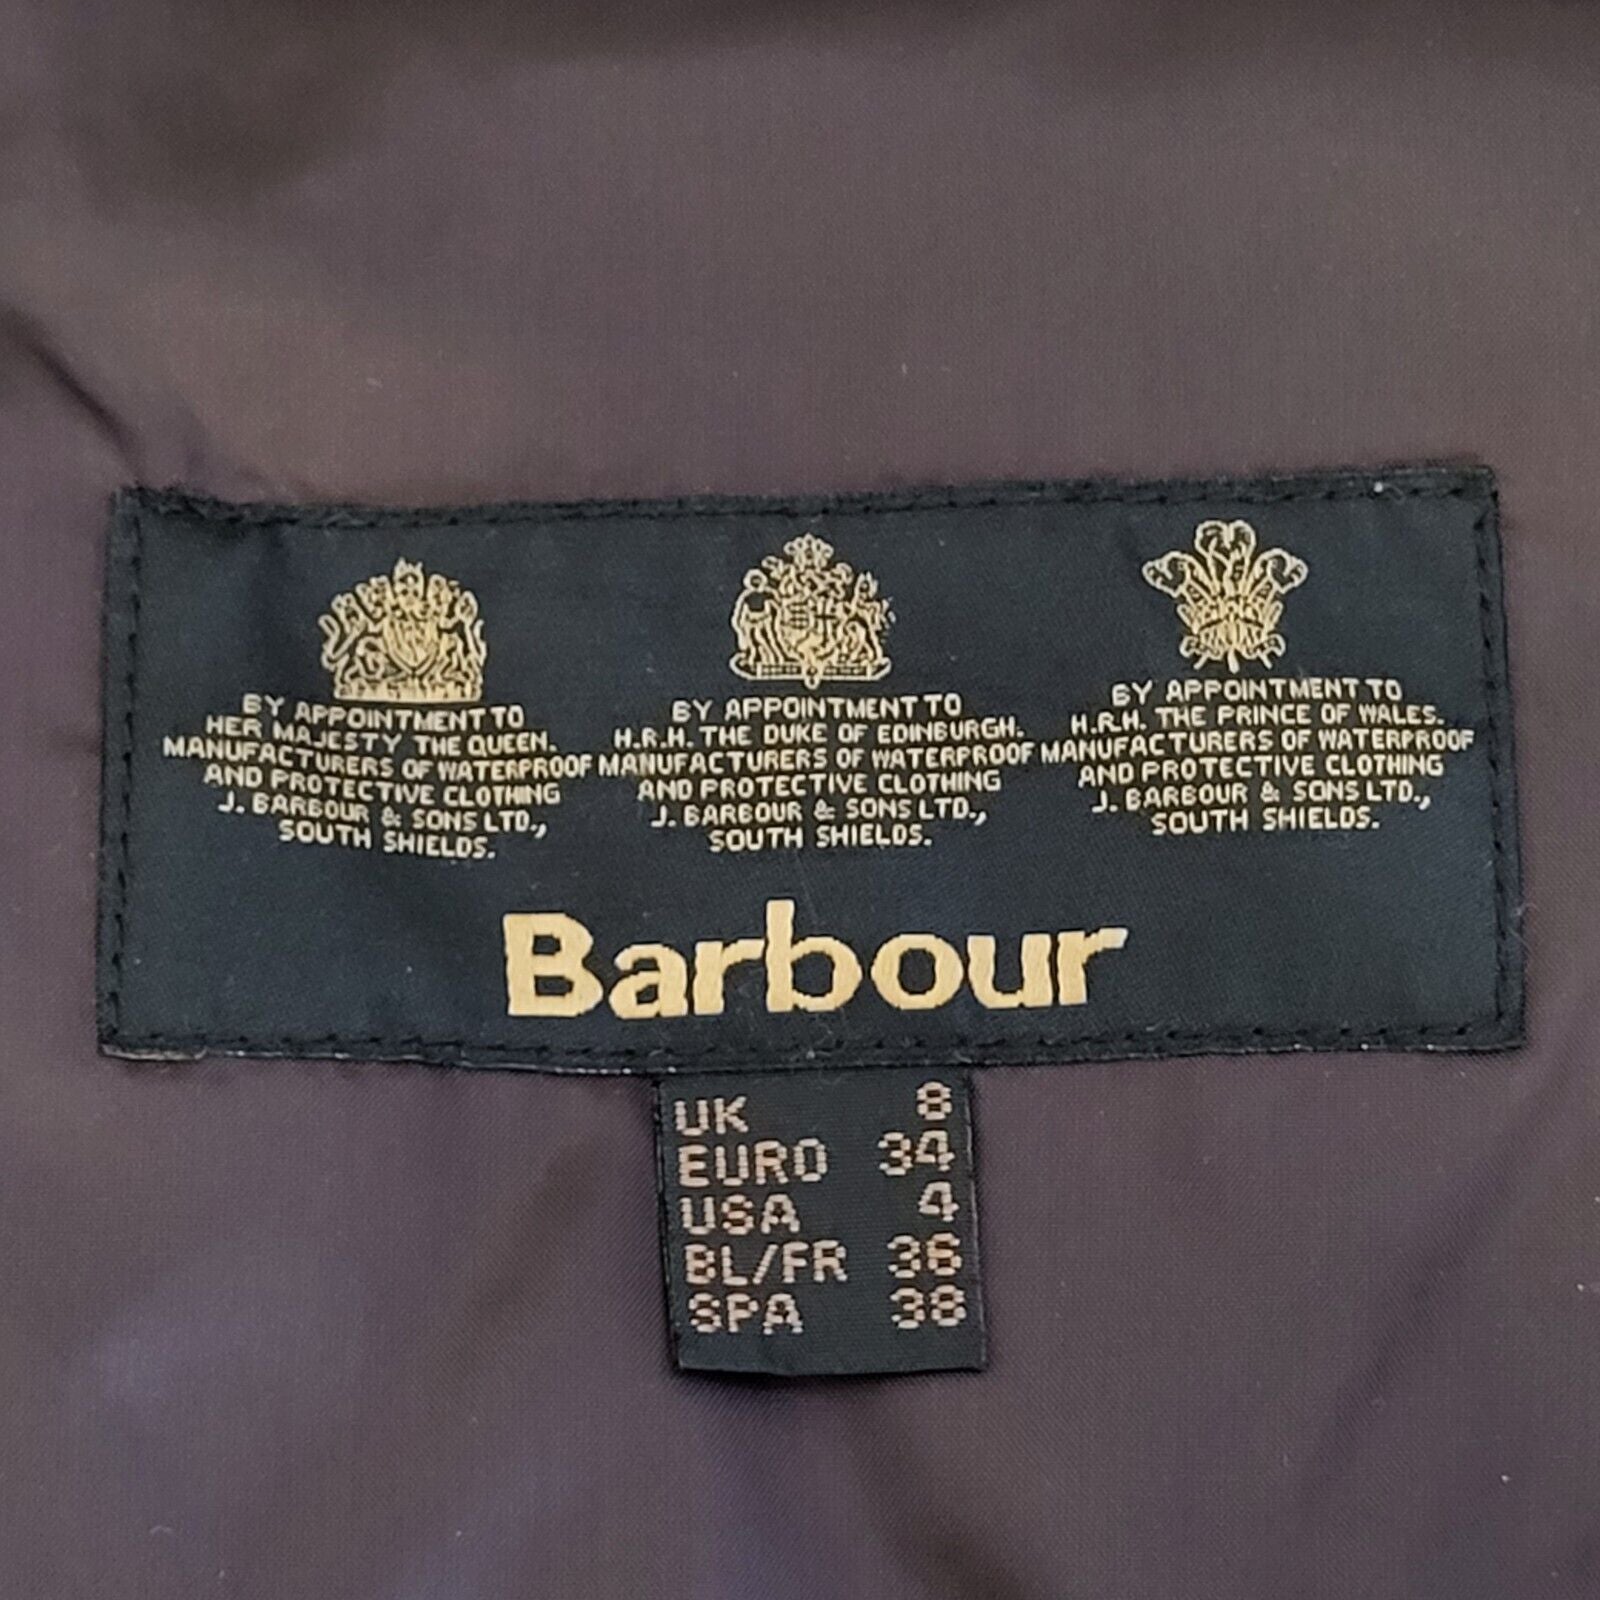 BY APPOINTMENT TO
HER MAJESTY THE QUEEN.
MANUFACTURERS OF WATERPROOF
AND PROTECTIVE CLOTHING
J. BARBOUR & SONS LTD.,
SOUTH SHIELDS.
BY APPOINTMENT TO
H.R.H. THE DUKE OF EDINBURGH.
MANUFACTURERS OF WATERPROOF
AND PROTECTIVE CLOTHING
J. BARBOUR & SONS LTD.,
SOUTH SHIELDS.
BY APPOINTMENT TO
H.R.H. THE PRINCE OF WALES.
MANUFACTURERS OF WATERPROOF
AND PROTECTIVE CLOTHING
J. BARBOUR & SONS LTD.,
SOUTH SHIELDS.
Barbour
UK 8
EURO 34
USA 4
BL/FR 36
SPA 38